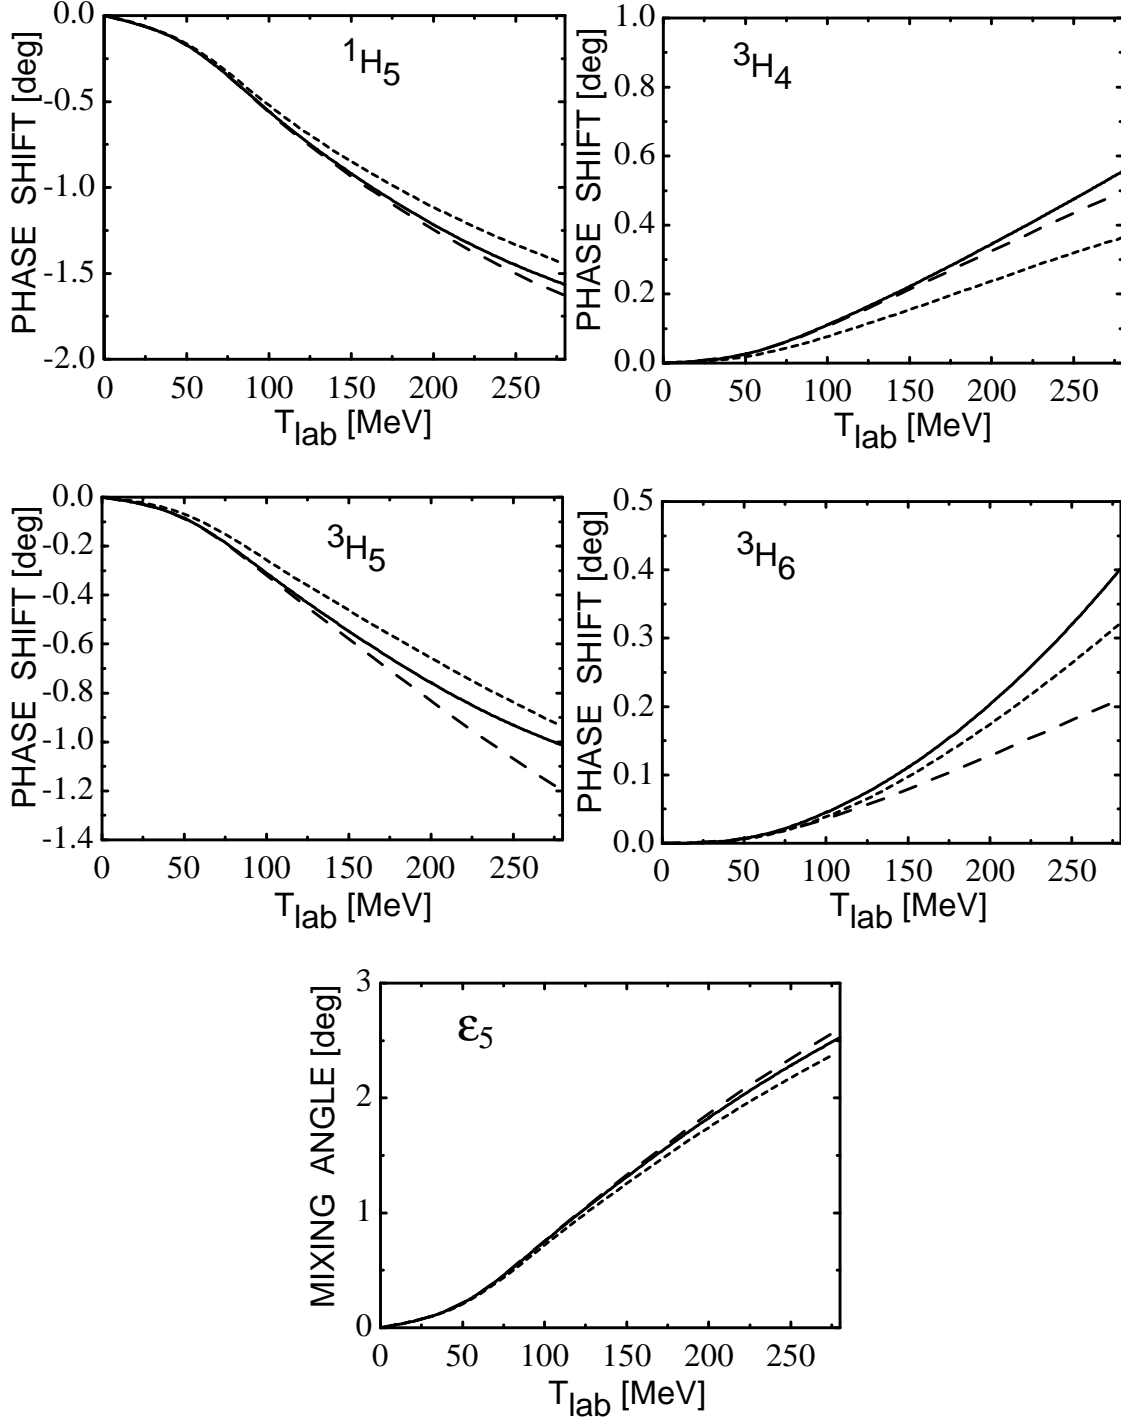 PHASE SHIFT [deg]
0.0
-0.5
-1.0
-1.5
-2.0
¹H₅
0 50 100 150 200 250
T_lab [MeV]
PHASE SHIFT [deg]
1.0
0.8
0.6
0.4
0.2
0.0
³H₄
0 50 100 150 200 250
T_lab [MeV]
PHASE SHIFT [deg]
0.0
-0.2
-0.4
-0.6
-0.8
-1.0
-1.2
-1.4
³H₅
0 50 100 150 200 250
T_lab [MeV]
PHASE SHIFT [deg]
0.5
0.4
0.3
0.2
0.1
0.0
³H₆
0 50 100 150 200 250
T_lab [MeV]
MIXING ANGLE [deg]
3
2
1
0
ε₅
0 50 100 150 200 250
T_lab [MeV]